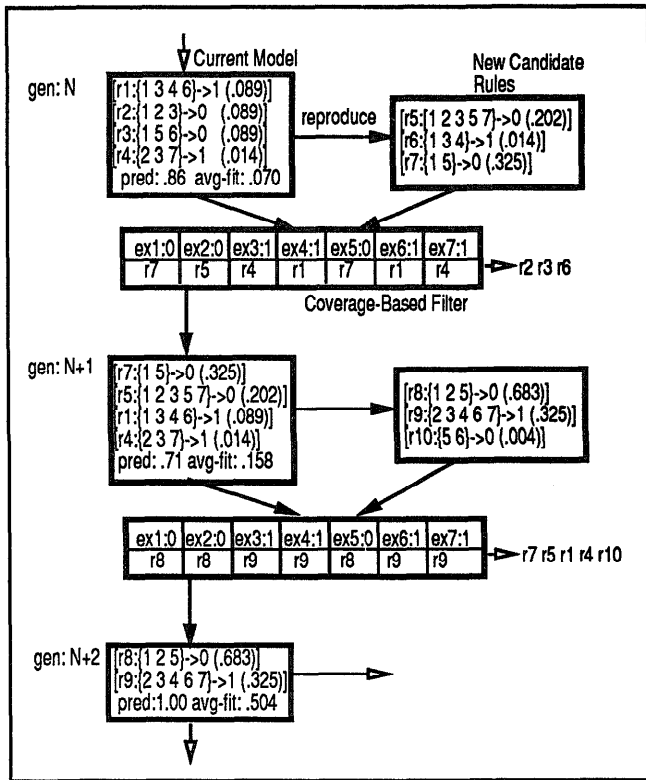 Current Model
gen: N
[r1:{1 3 4 6}->1 (.089)]
[r2:{1 2 3}->0 (.089)]
[r3:{1 5 6}->0 (.089)]
[r4:{2 3 7}->1 (.014)]
pred: .86 avg-fit: .070
reproduce
New Candidate
Rules
[r5:{1 2 3 5 7}->0 (.202)]
[r6:{1 3 4}->1 (.014)]
[r7:{1 5}->0 (.325)]
ex1:0 ex2:0 ex3:1 ex4:1 ex5:0 ex6:1 ex7:1
r7 r5 r4 r1 r7 r1 r4
r2 r3 r6
Coverage-Based Filter
gen: N+1
[r7:{1 5}->0 (.325)]
[r5:{1 2 3 5 7}->0 (.202)]
[r1:{1 3 4 6}->1 (.089)]
[r4:{2 3 7}->1 (.014)]
pred: .71 avg-fit: .158
[r8:{1 2 5}->0 (.683)]
[r9:{2 3 4 6 7}->1 (.325)]
[r10:{5 6}->0 (.004)]
ex1:0 ex2:0 ex3:1 ex4:1 ex5:0 ex6:1 ex7:1
r8 r8 r9 r9 r8 r9 r9
r7 r5 r1 r4 r10
gen: N+2
[r8:{1 2 5}->0 (.683)]
[r9:{2 3 4 6 7}->1 (.325)]
pred:1.00 avg-fit: .504